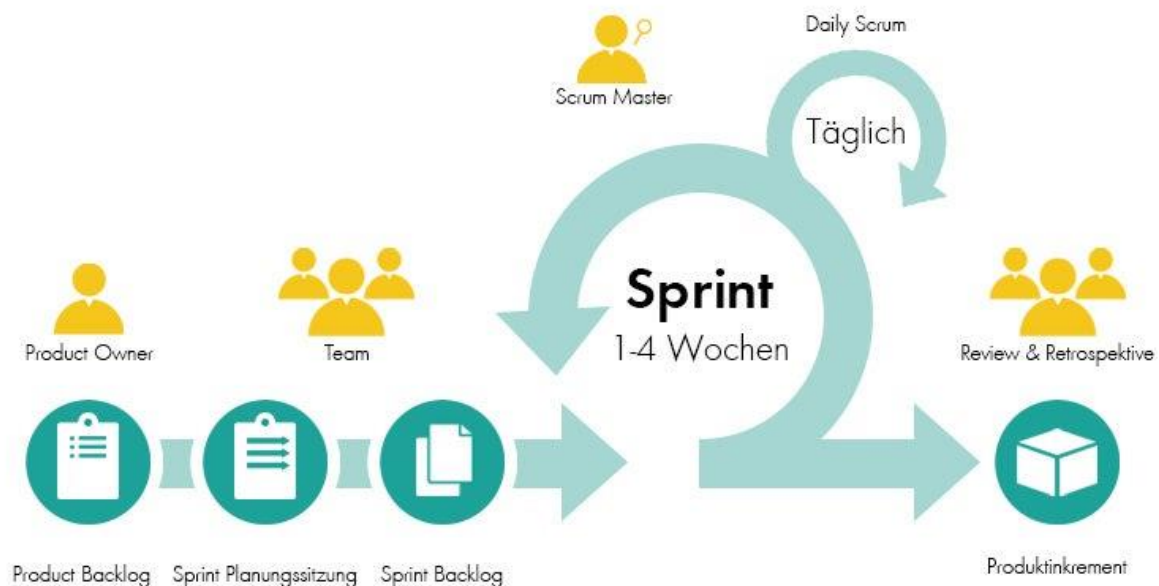 Daily Scrum
Scrum Master
Täglich
Sprint
1-4 Wochen
Product Owner
Team
Review & Retrospektive
Product Backlog
Sprint Planungssitzung
Sprint Backlog
Produktinkrement